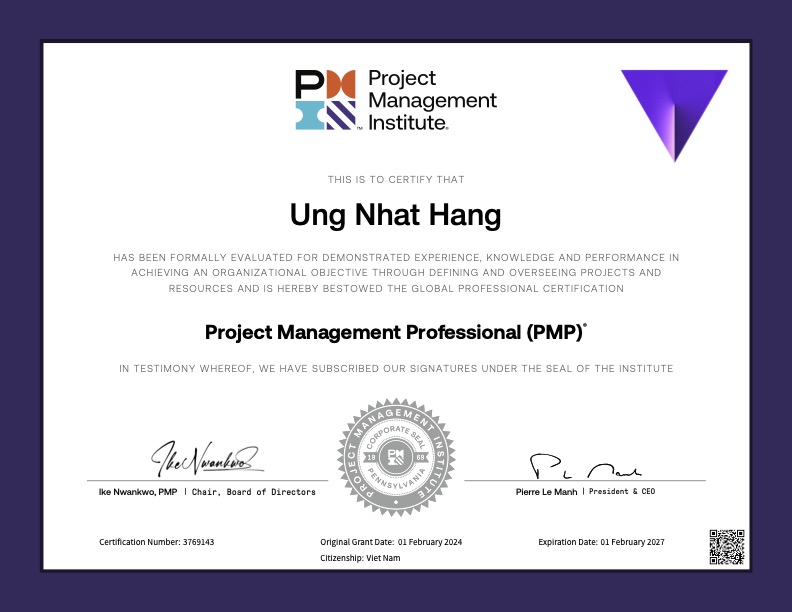 PM
Project
Management
Institute.
THIS IS TO CERTIFY THAT
Ung Nhat Hang
HAS BEEN FORMALLY EVALUATED FOR DEMONSTRATED EXPERIENCE, KNOWLEDGE AND PERFORMANCE IN
ACHIEVING AN ORGANIZATIONAL OBJECTIVE THROUGH DEFINING AND OVERSEEING PROJECTS AND
RESOURCES AND IS HEREBY BESTOWED THE GLOBAL PROFESSIONAL CERTIFICATION
Project Management Professional (PMP)®
IN TESTIMONY WHEREOF, WE HAVE SUBSCRIBED OUR SIGNATURES UNDER THE SEAL OF THE INSTITUTE
PROJECT MANAGEMENT INSTITUTE
CORPORATE SEAL
19 69
PENNSYLVANIA
Ike Nwankwo
Ike Nwankwo, PMP | Chair, Board of Directors
Pierre Le Manh | President & CEO
Certification Number: 3769143
Original Grant Date: 01 February 2024
Expiration Date: 01 February 2027
Citizenship: Viet Nam